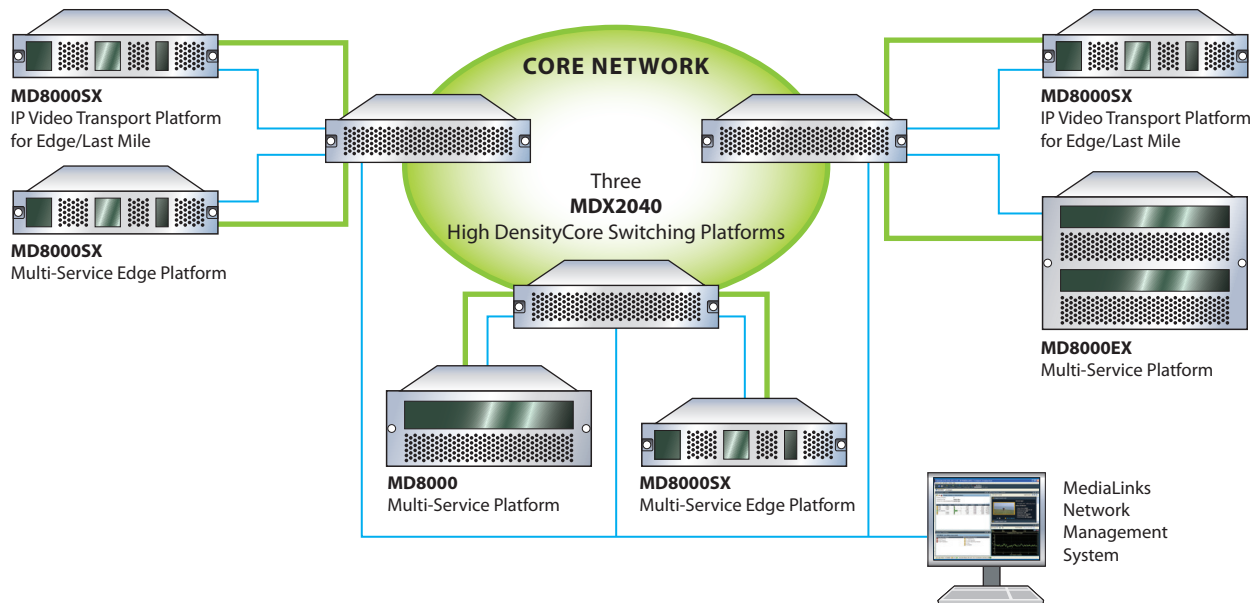 MD8000SX
IP Video Transport Platform
for Edge/Last Mile
MD8000SX
Multi-Service Edge Platform
CORE NETWORK
Three
MDX2040
High DensityCore Switching Platforms
MD8000SX
IP Video Transport Platform
for Edge/Last Mile
MD8000EX
Multi-Service Platform
MD8000
Multi-Service Platform
MD8000SX
Multi-Service Edge Platform
MediaLinks
Network
Management
System